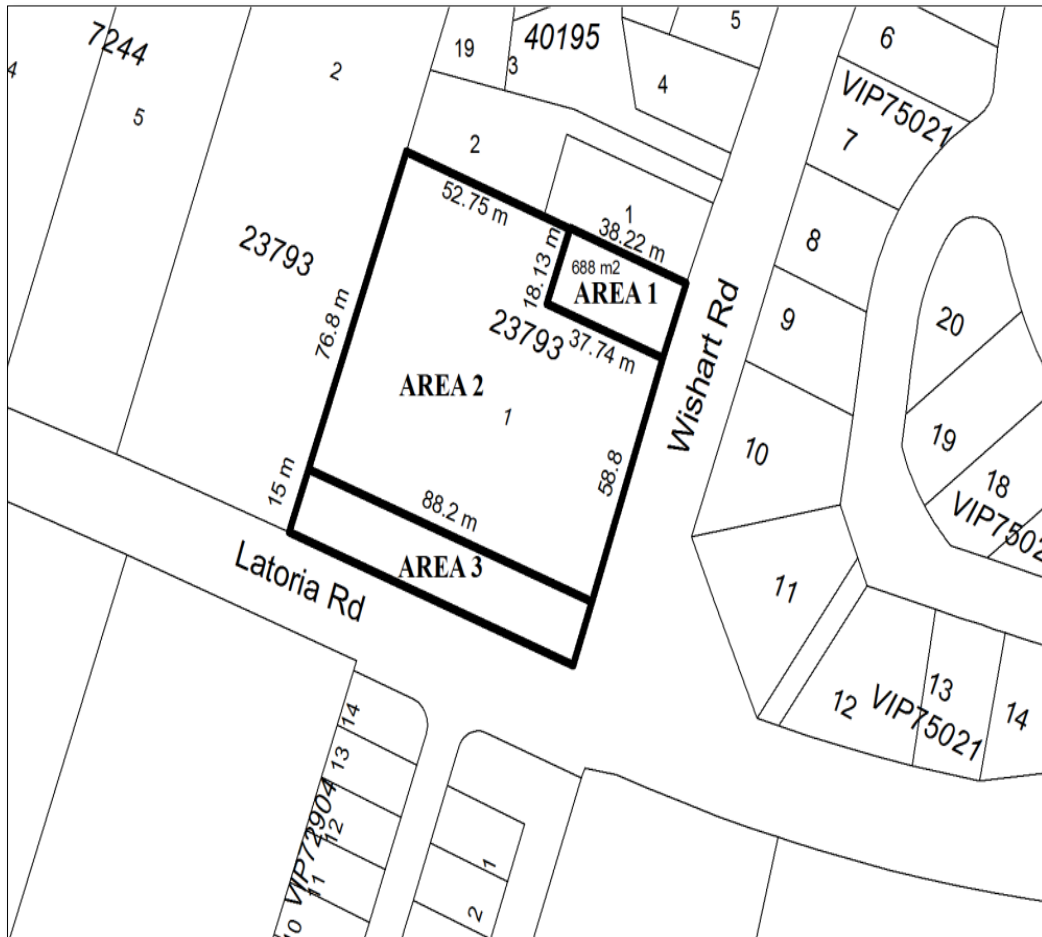 7244
4
5
2
19
3
40195
5
4
6
VIP75021
7
8
9
10
2
52.75 m
1
38.22 m
18.13 m
688 m2
AREA 1
23793
23793
37.74 m
76.8 m
AREA 2
1
Wishart Rd
58.8
15 m
88.2 m
AREA 3
Latoria Rd
20
19
18
VIP7502
11
12
VIP75021
13
14
14
13
12
VIP72904
11
10
1
2